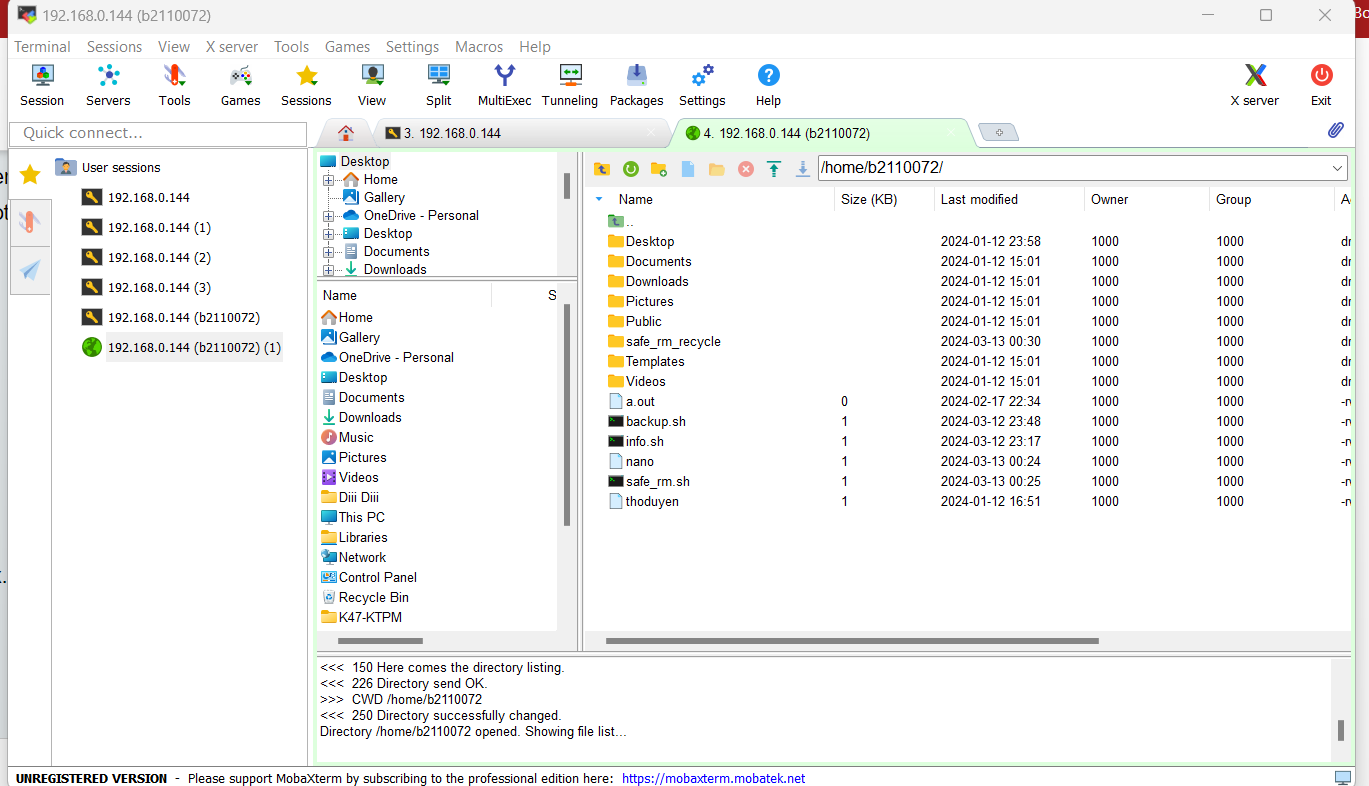 192.168.0.144 (b2110072)
Terminal Sessions View X server Tools Games Settings Macros Help
Session Servers Tools Games Sessions View Split MultiExec Tunneling Packages Settings Help X server Exit
Quick connect...
3. 192.168.0.144
4. 192.168.0.144 (b2110072)
User sessions
192.168.0.144
192.168.0.144 (1)
192.168.0.144 (2)
192.168.0.144 (3)
192.168.0.144 (b2110072)
192.168.0.144 (b2110072) (1)
Desktop
Home
Gallery
OneDrive - Personal
Desktop
Documents
Downloads
Name S
Home
Gallery
OneDrive - Personal
Desktop
Documents
Downloads
Music
Pictures
Videos
Diii Diii
This PC
Libraries
Network
Control Panel
Recycle Bin
K47-KTPM
/home/b2110072/
Name Size (KB) Last modified Owner Group
..
Desktop 2024-01-12 23:58 1000 1000 dr
Documents 2024-01-12 15:01 1000 1000 dr
Downloads 2024-01-12 15:01 1000 1000 dr
Pictures 2024-01-12 15:01 1000 1000 dr
Public 2024-01-12 15:01 1000 1000 dr
safe_rm_recycle 2024-03-13 00:30 1000 1000 dr
Templates 2024-01-12 15:01 1000 1000 dr
Videos 2024-01-12 15:01 1000 1000 dr
a.out 0 2024-02-17 22:34 1000 1000 -r
backup.sh 1 2024-03-12 23:48 1000 1000 -r
info.sh 1 2024-03-12 23:17 1000 1000 -r
nano 1 2024-03-13 00:24 1000 1000 -r
safe_rm.sh 1 2024-03-13 00:25 1000 1000 -r
thoduyen 1 2024-01-12 16:51 1000 1000 -r
<<< 150 Here comes the directory listing.
<<< 226 Directory send OK.
>>> CWD /home/b2110072
<<< 250 Directory successfully changed.
Directory /home/b2110072 opened. Showing file list...
UNREGISTERED VERSION - Please support MobaXterm by subscribing to the professional edition here: https://mobaxterm.mobatek.net